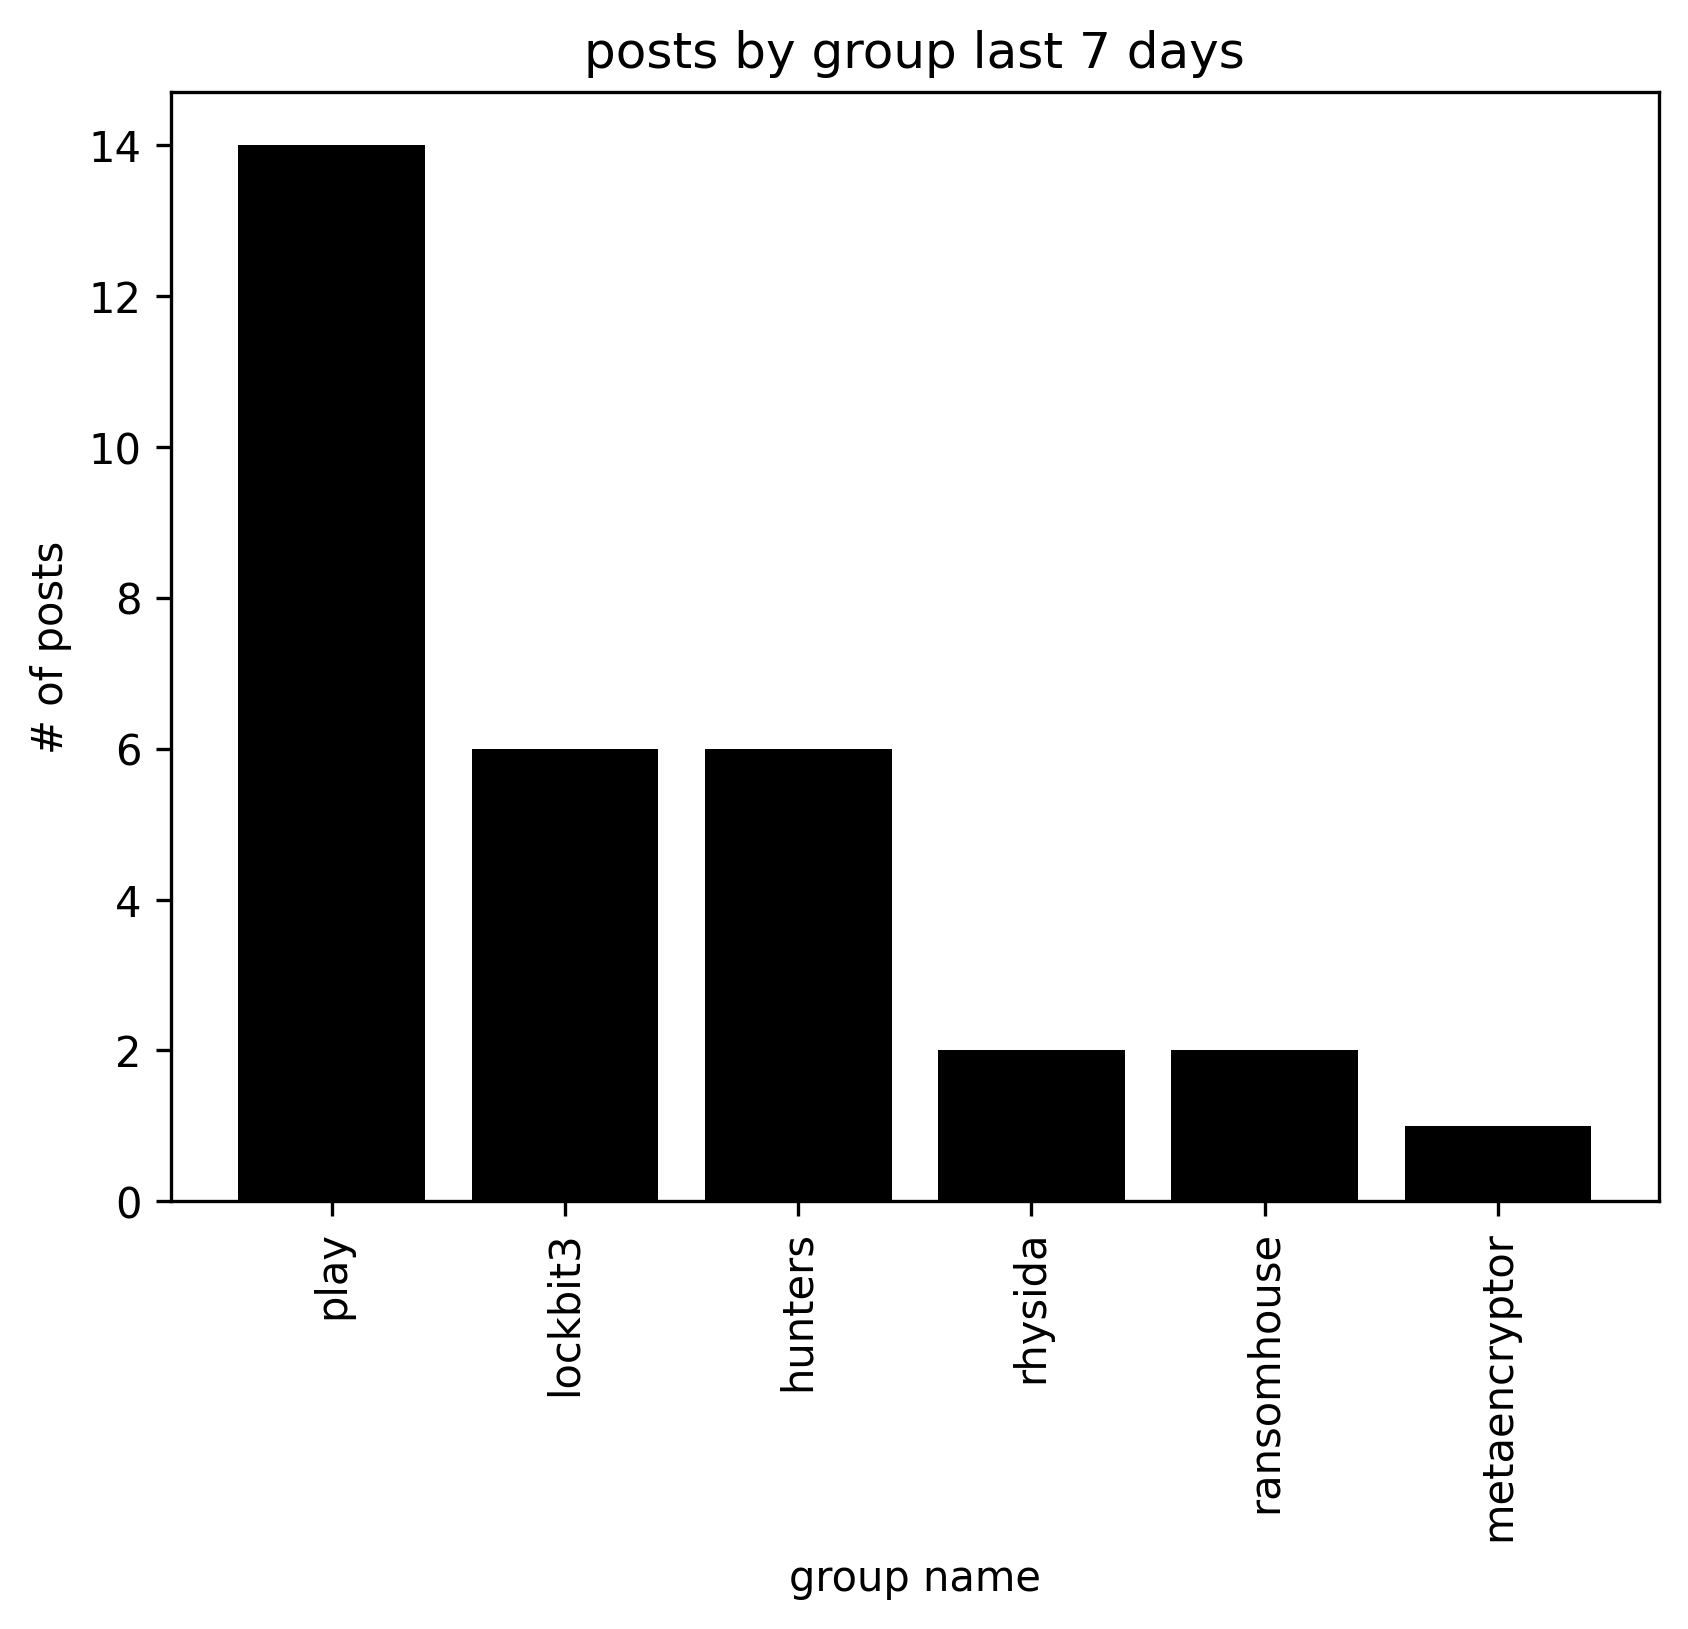 posts by group last 7 days
# of posts
14
12
10
8
6
4
2
0
play
lockbit3
hunters
rhysida
ransomhouse
metaencryptor
group name